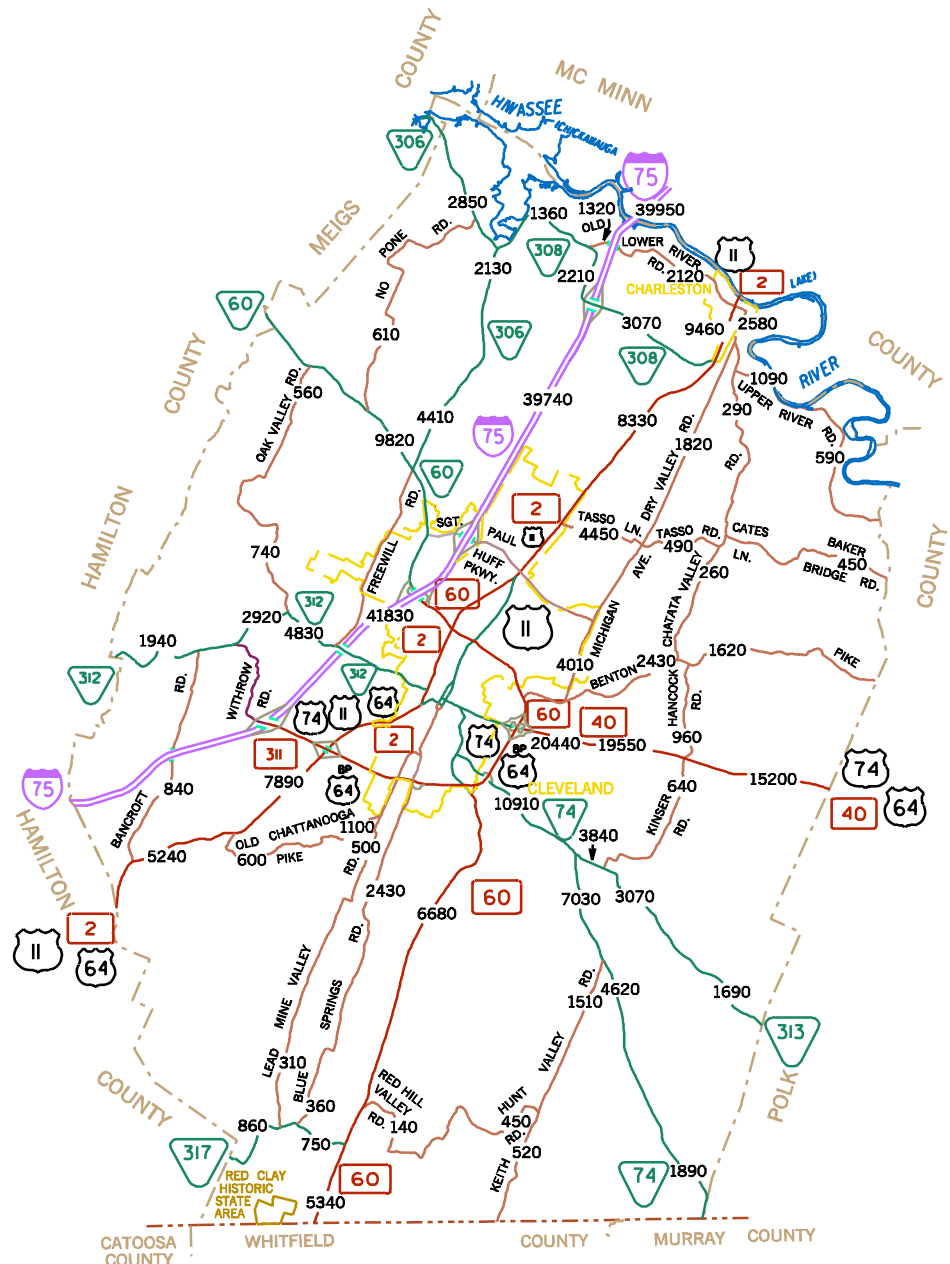 COUNTY
MC MINN
HIWASSEE
(CHICKAMAUGA
306
75
MEIGS
2850
1360
1320
39950
PONE RD.
OLD
LOWER RIVER RD.
308
11
2130
2210
2120
2
LAKE)
NO
CHARLESTON
60
306
3070
9460
2580
610
308
COUNTY
COUNTY
RIVER
OAK VALLEY RD.
560
1090
UPPER RIVER RD.
39740
290
4410
8330
75
DRY VALLEY RD.
1820
9820
590
60
RD.
RD.
HAMILTON
2
SGT.
PAUL
11
TASSO LN.
4450
TASSO RD.
490
CATES LN.
BAKER
450
BRIDGE RD.
740
HUFF
PKWY.
FREEWILL
AVE.
260
COUNTY
312
60
2920
41830
4830
2
11
MICHIGAN
CHATATA VALLEY
1940
312
312
4010
BENTON
2430
1620
PIKE
RD.
WITHROW RD.
74
11
64
HANCOCK RD.
60
40
311
2
74
BP
20440
19550
960
75
7890
BP
64
64
CLEVELAND
15200
74
840
10910
74
640
40
64
HAMILTON
BANCROFT
OLD CHATTANOOGA
1100
3840
KINSER RD.
5240
600
PIKE
500
RD.
2430
7030
3070
6680
60
2
11
64
RD.
MINE VALLEY
SPRINGS
RD.
4620
1510
1690
313
LEAD
310
VALLEY
COUNTY
BLUE
RED HILL
VALLEY
RD.
140
HUNT
POLK
360
860
450
RD.
750
520
317
KEITH
RED CLAY
HISTORIC
STATE
AREA
60
74
1890
5340
CATOOSA
COUNTY
WHITFIELD
COUNTY
MURRAY
COUNTY